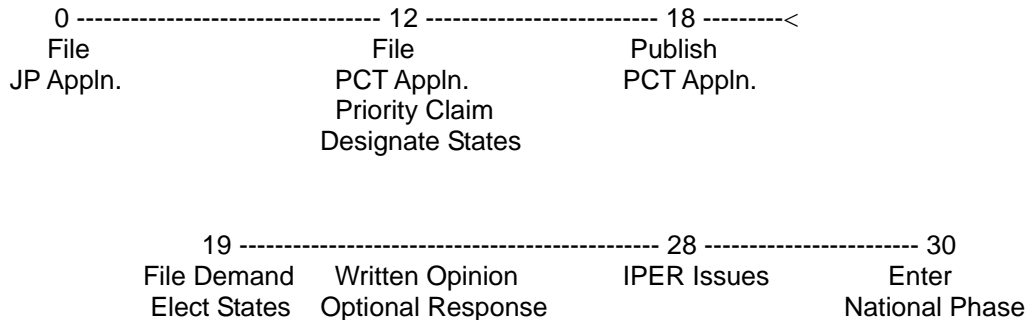 0 --------------------------------- 12 -------------------------- 18 ---------<
File File Publish
JP Appln. PCT Appln. PCT Appln.
Priority Claim
Designate States
19 ----------------------------------------------- 28 ------------------------ 30
File Demand Written Opinion IPER Issues Enter
Elect States Optional Response National Phase